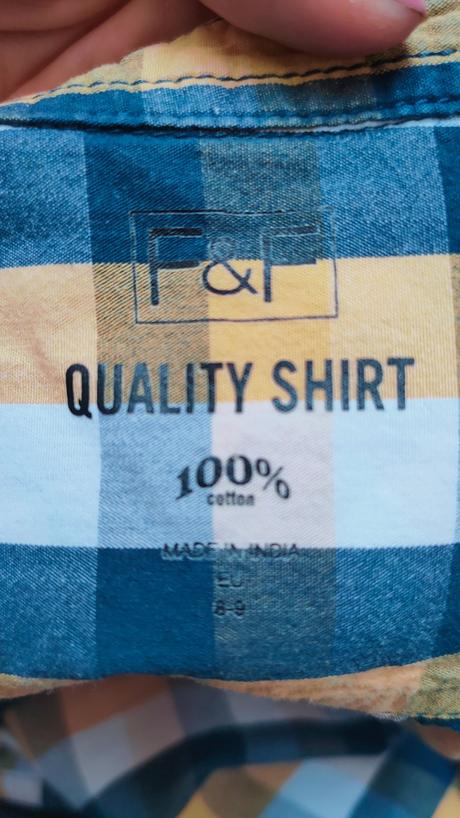 F&F
QUALITY SHIRT
100%
cotton
MADE IN INDIA
EU
8-9